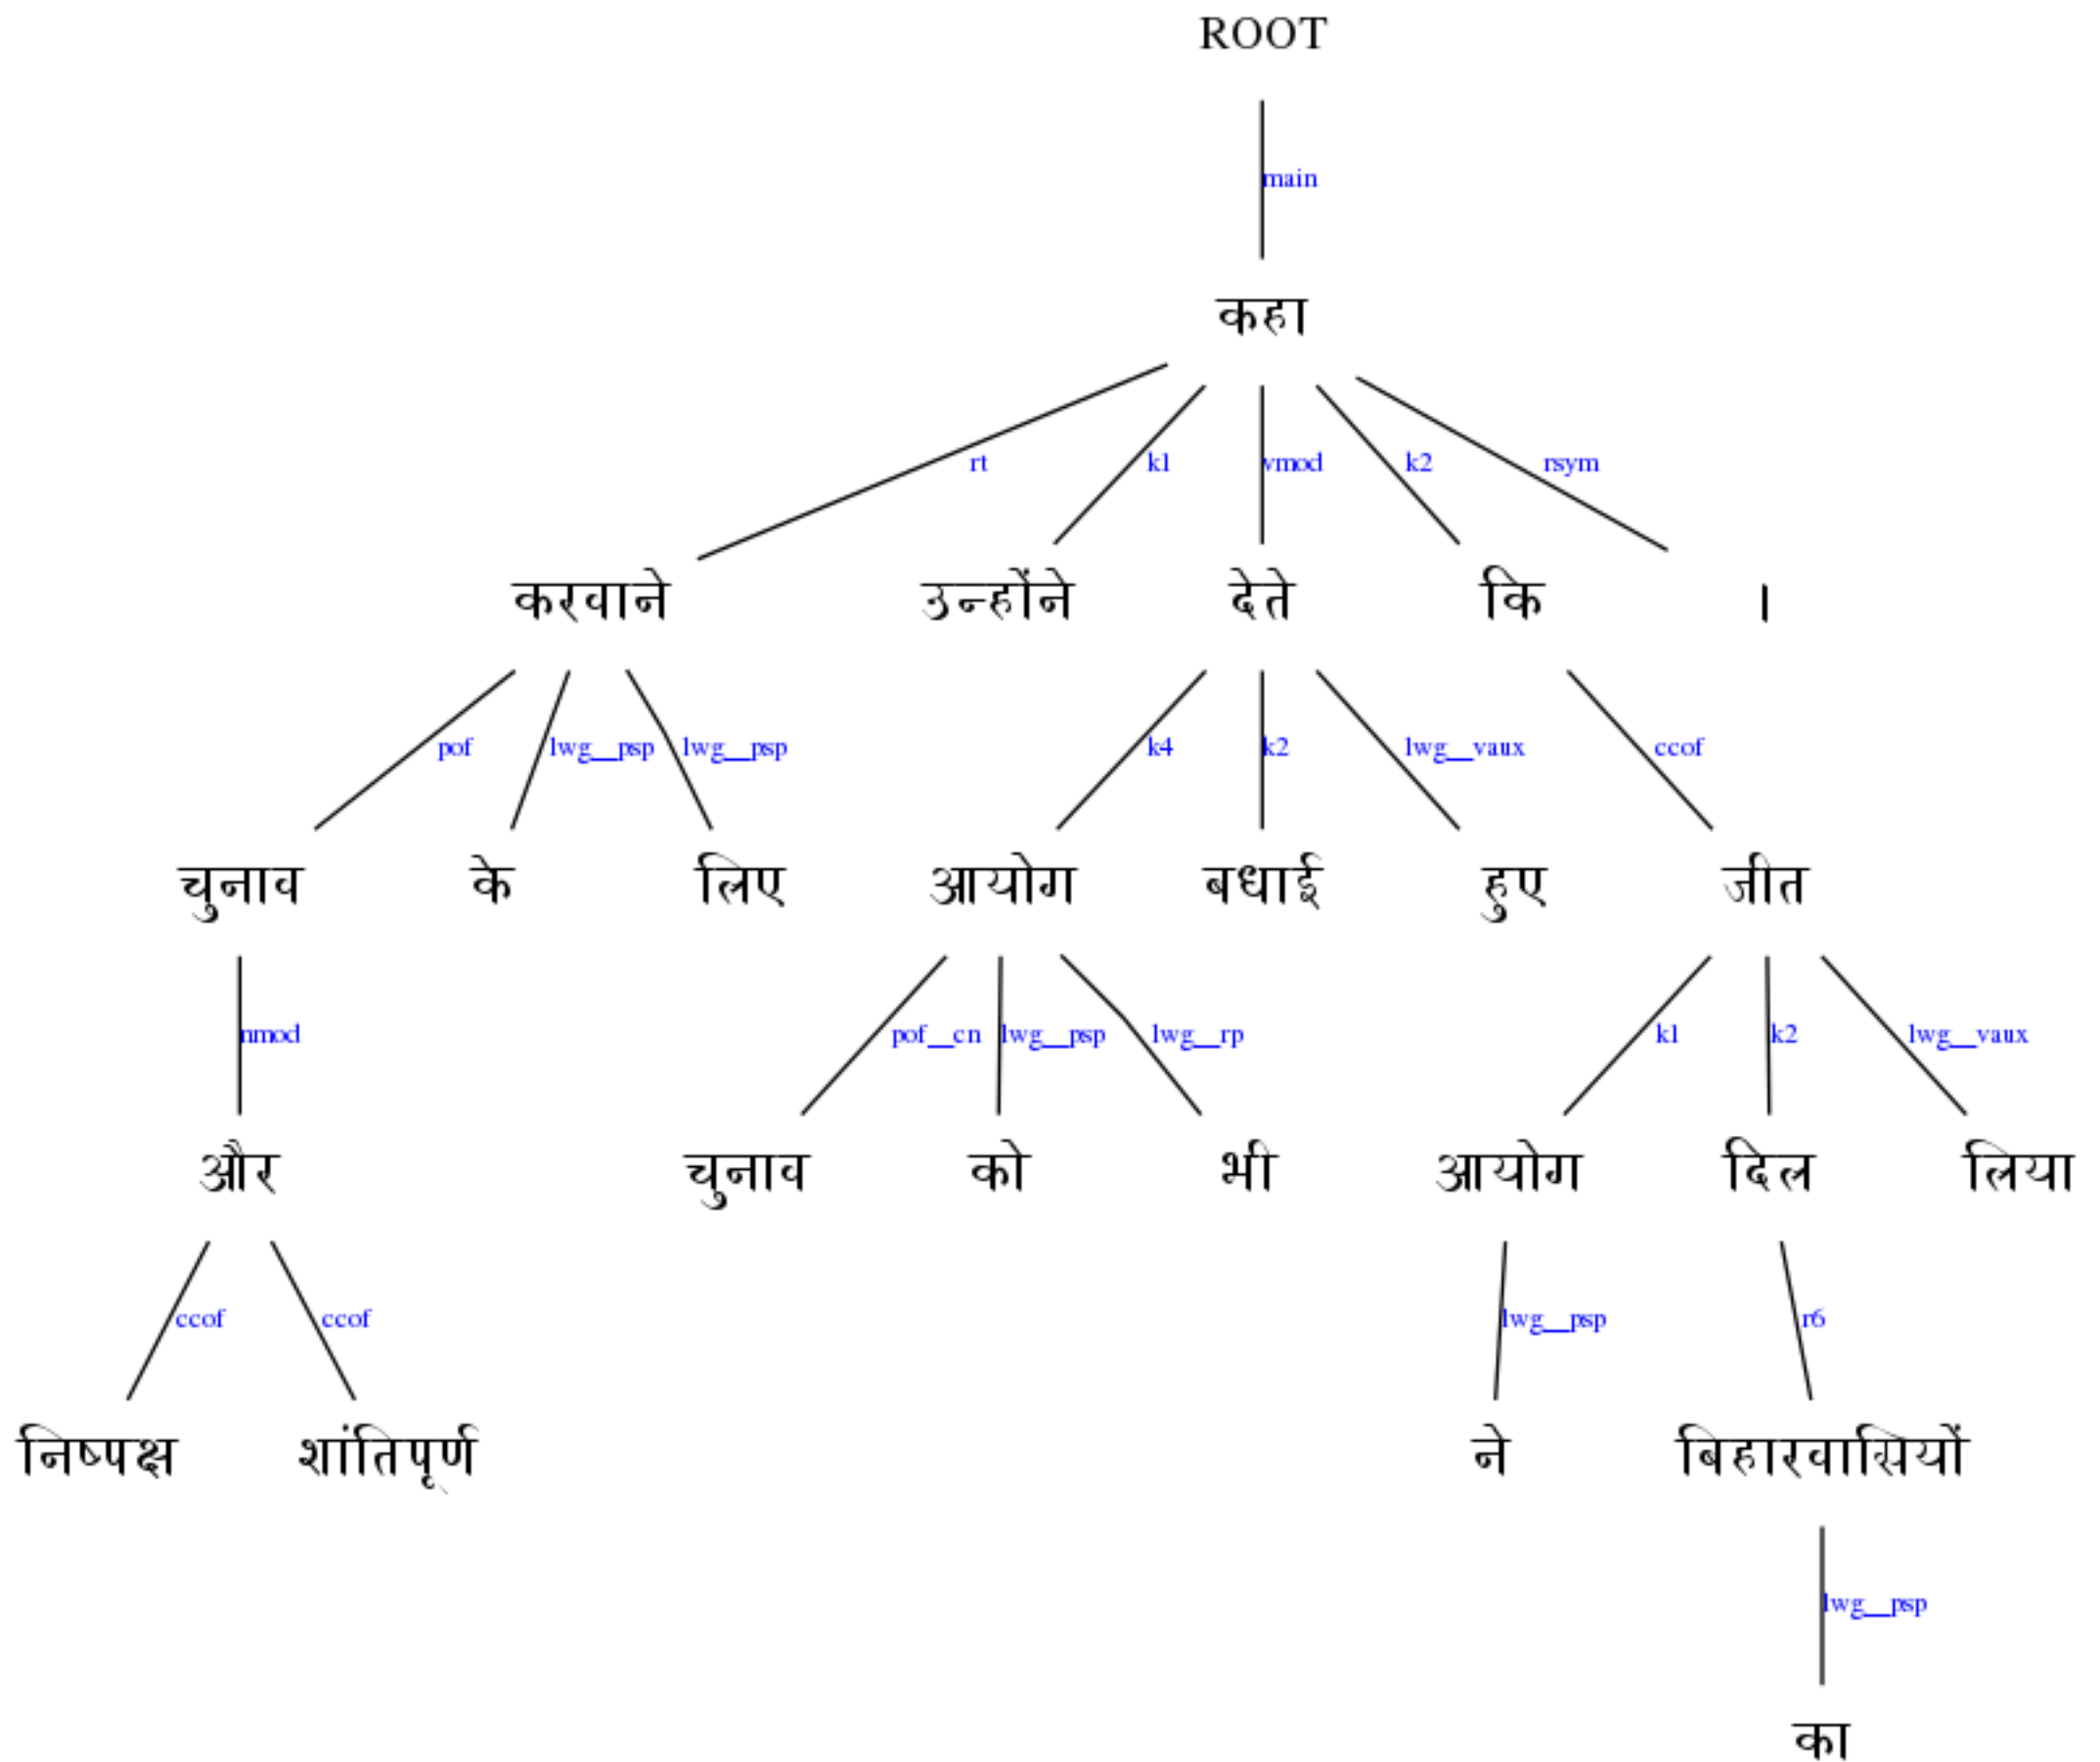 ROOT
main
कहा
rt k1 vmod k2 rsym
करवाने उन्होंने देते कि ।
pof lwg__psp lwg__psp k4 k2 lwg__vaux ccof
चुनाव के लिए आयोग बधाई हुए जीत
nmod pof__cn lwg__psp lwg__rp k1 k2 lwg__vaux
और चुनाव को भी आयोग दिल लिया
ccof ccof lwg__psp r6
निष्पक्ष शांतिपूर्ण ने बिहारवासियों
lwg__psp
का